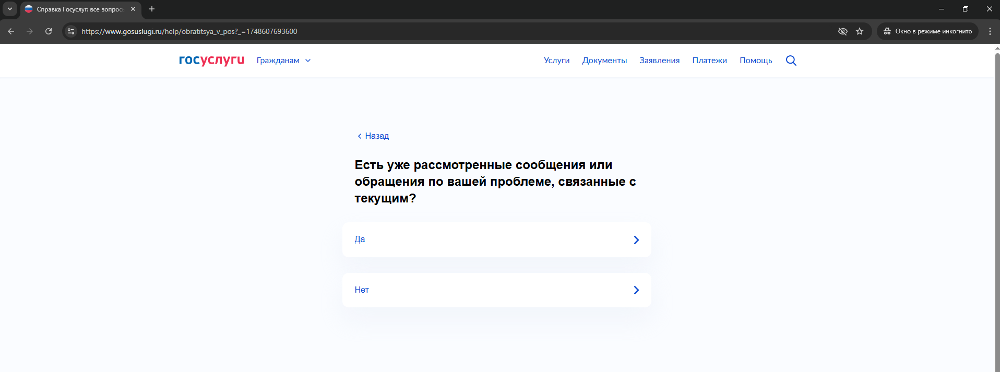 Справка Госуслуг: все вопрос
https://www.gosuslugi.ru/help/obratitsya_v_pos?_=1748607693600
Окно в режиме инкогнито
госуслуги
Гражданам
Услуги
Документы
Заявления
Платежи
Помощь
Назад
Есть уже рассмотренные сообщения или
обращения по вашей проблеме, связанные с
текущим?
Да
Нет